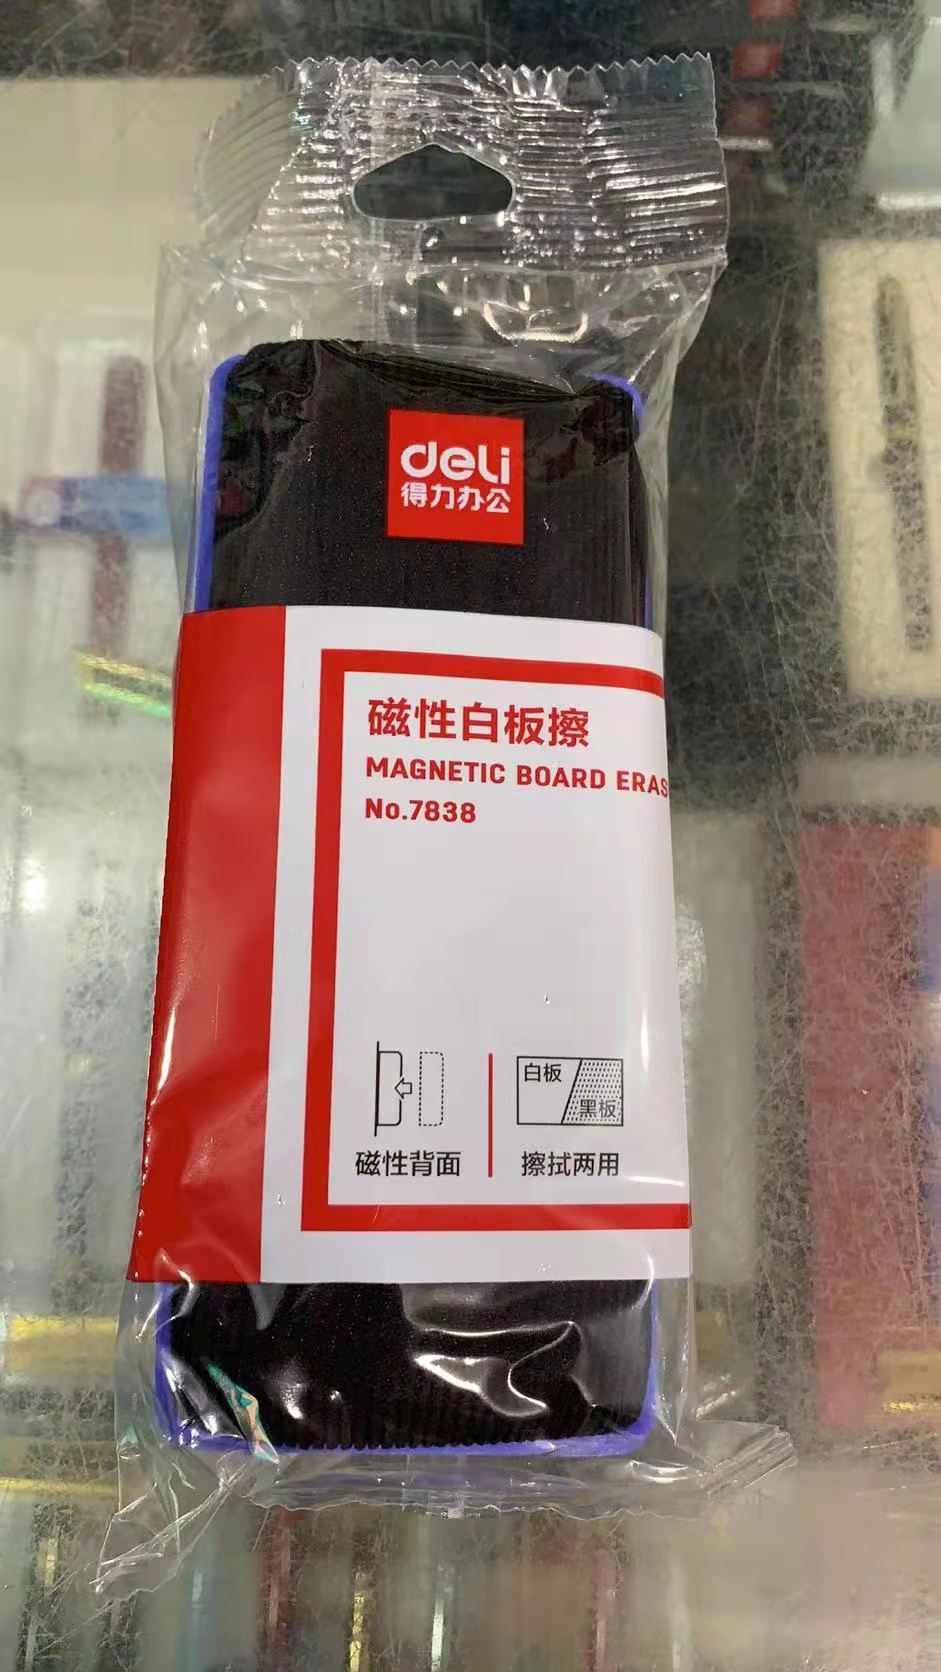 deli
得力办公
磁性白板擦
MAGNETIC BOARD ERAS
No.7838
白板
黑板
磁性背面
擦拭两用